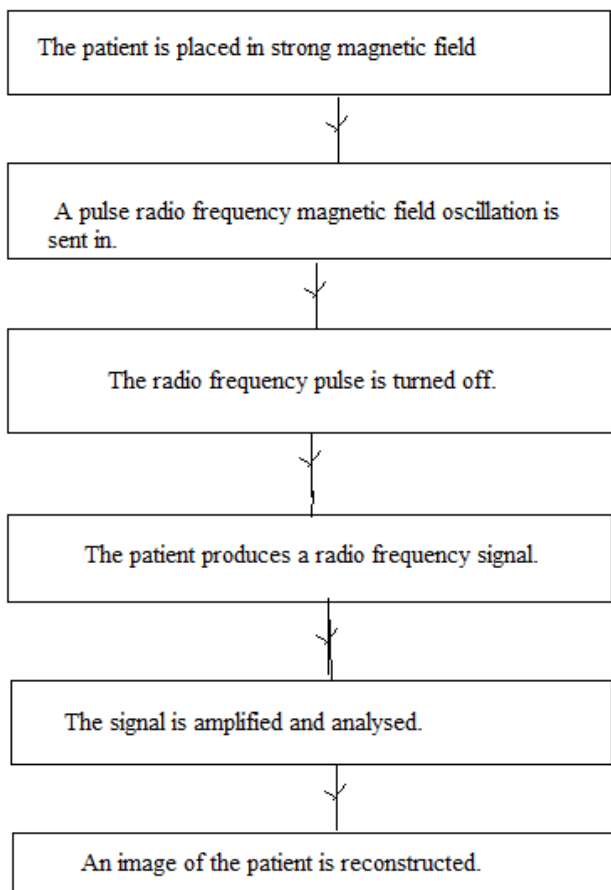 The patient is placed in strong magnetic field
A pulse radio frequency magnetic field oscillation is
sent in.
The radio frequency pulse is turned off.
The patient produces a radio frequency signal.
The signal is amplified and analysed.
An image of the patient is reconstructed.